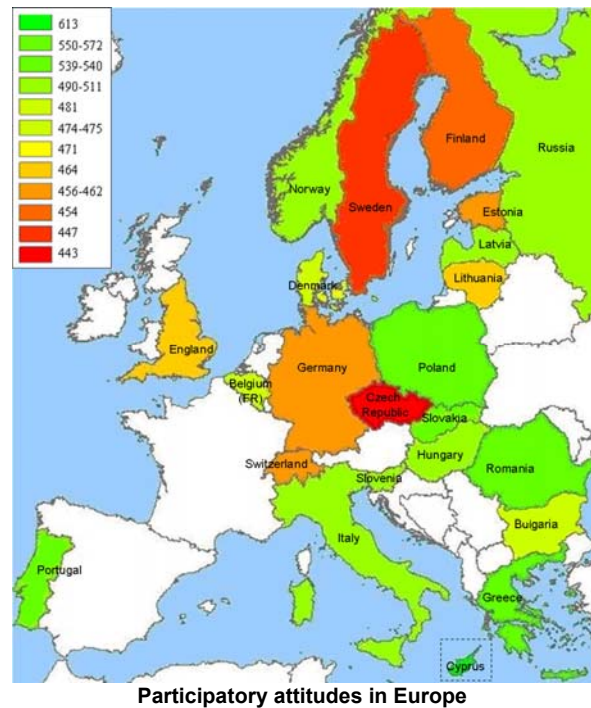 613
550-572
539-540
490-511
481
474-475
471
464
456-462
454
447
443
Finland
Russia
Norway
Sweden
Estonia
Latvia
Denmark
Lithuania
England
Germany
Poland
Belgium
(FR)
Czech
Republic
Slovakia
Hungary
Switzerland
Slovenia
Romania
Italy
Bulgaria
Portugal
Greece
Cyprus
Participatory attitudes in Europe